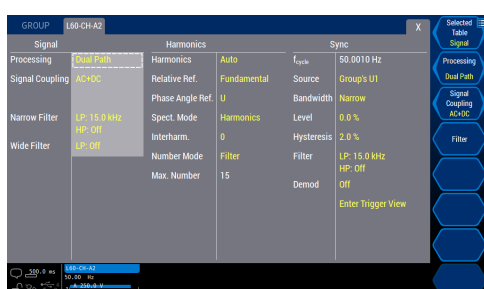 GROUP L60-CH-A2 X
Signal Harmonics Sync
Processing Dual Path Harmonics Auto fcycle 50.0010 Hz
Signal Coupling AC+DC Relative Ref. Fundamental Source Group's U1
Phase Angle Ref. U Bandwidth Narrow
Narrow Filter LP: 15.0 kHz Spect. Mode Harmonics Level 0.0 %
HP: Off Interharm. 0 Hysteresis 2.0 %
Wide Filter LP: Off Number Mode Filter Filter LP: 15.0 kHz
HP: Off
Max. Number 15 Demod Off
Enter Trigger View
Selected
Table
Signal
Processing
Dual Path
Signal
Coupling
AC+DC
Filter
500.0 ms L60-CH-A2
50.00 Hz
A 250.0 V